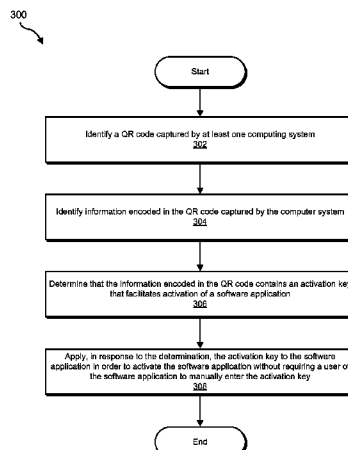 300
Start
Identify a QR code captured by at least one computing system
302
Identify information encoded in the QR code captured by the computer system
304
Determine that the information encoded in the QR code contains an activation key
that facilitates activation of a software application
306
Apply, in response to the determination, the activation key to the software
application in order to activate the software application without requiring a user of
the software application to manually enter the activation key
308
End